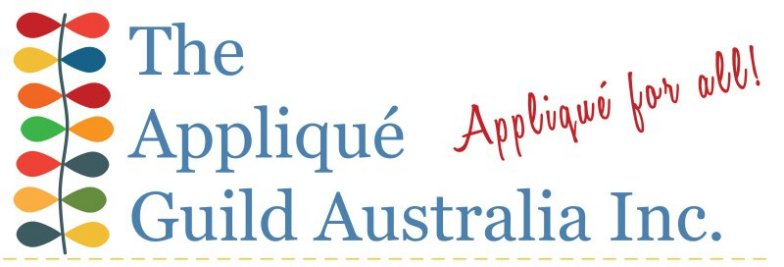 The
Appliqué
Guild Australia Inc.
Appliqué for all!